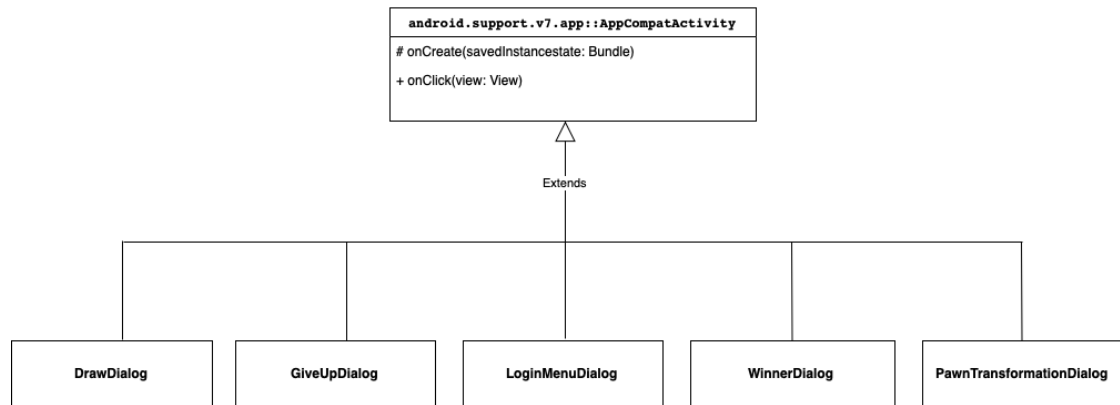 android.support.v7.app::AppCompatActivity
# onCreate(savedInstancestate: Bundle)
+ onClick(view: View)
Extends
DrawDialog
GiveUpDialog
LoginMenuDialog
WinnerDialog
PawnTransformationDialog